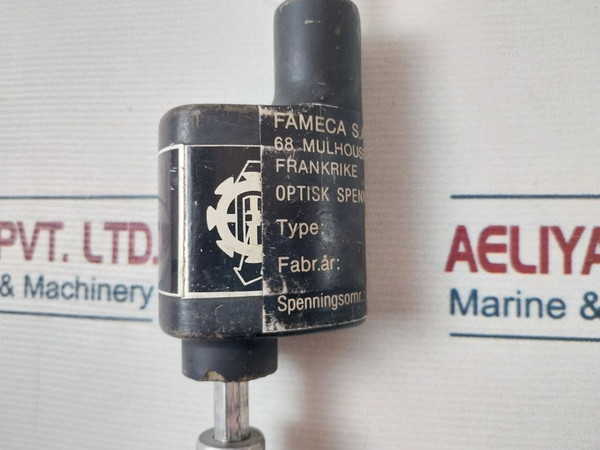 FAMECA S.A
68 MULHOUS
FRANKRIKE
OPTISK SPEN
Type:
Fabr.år:
Spenningsomr.:
PVT. LTD.
& Machinery
AELIYA
Marine &